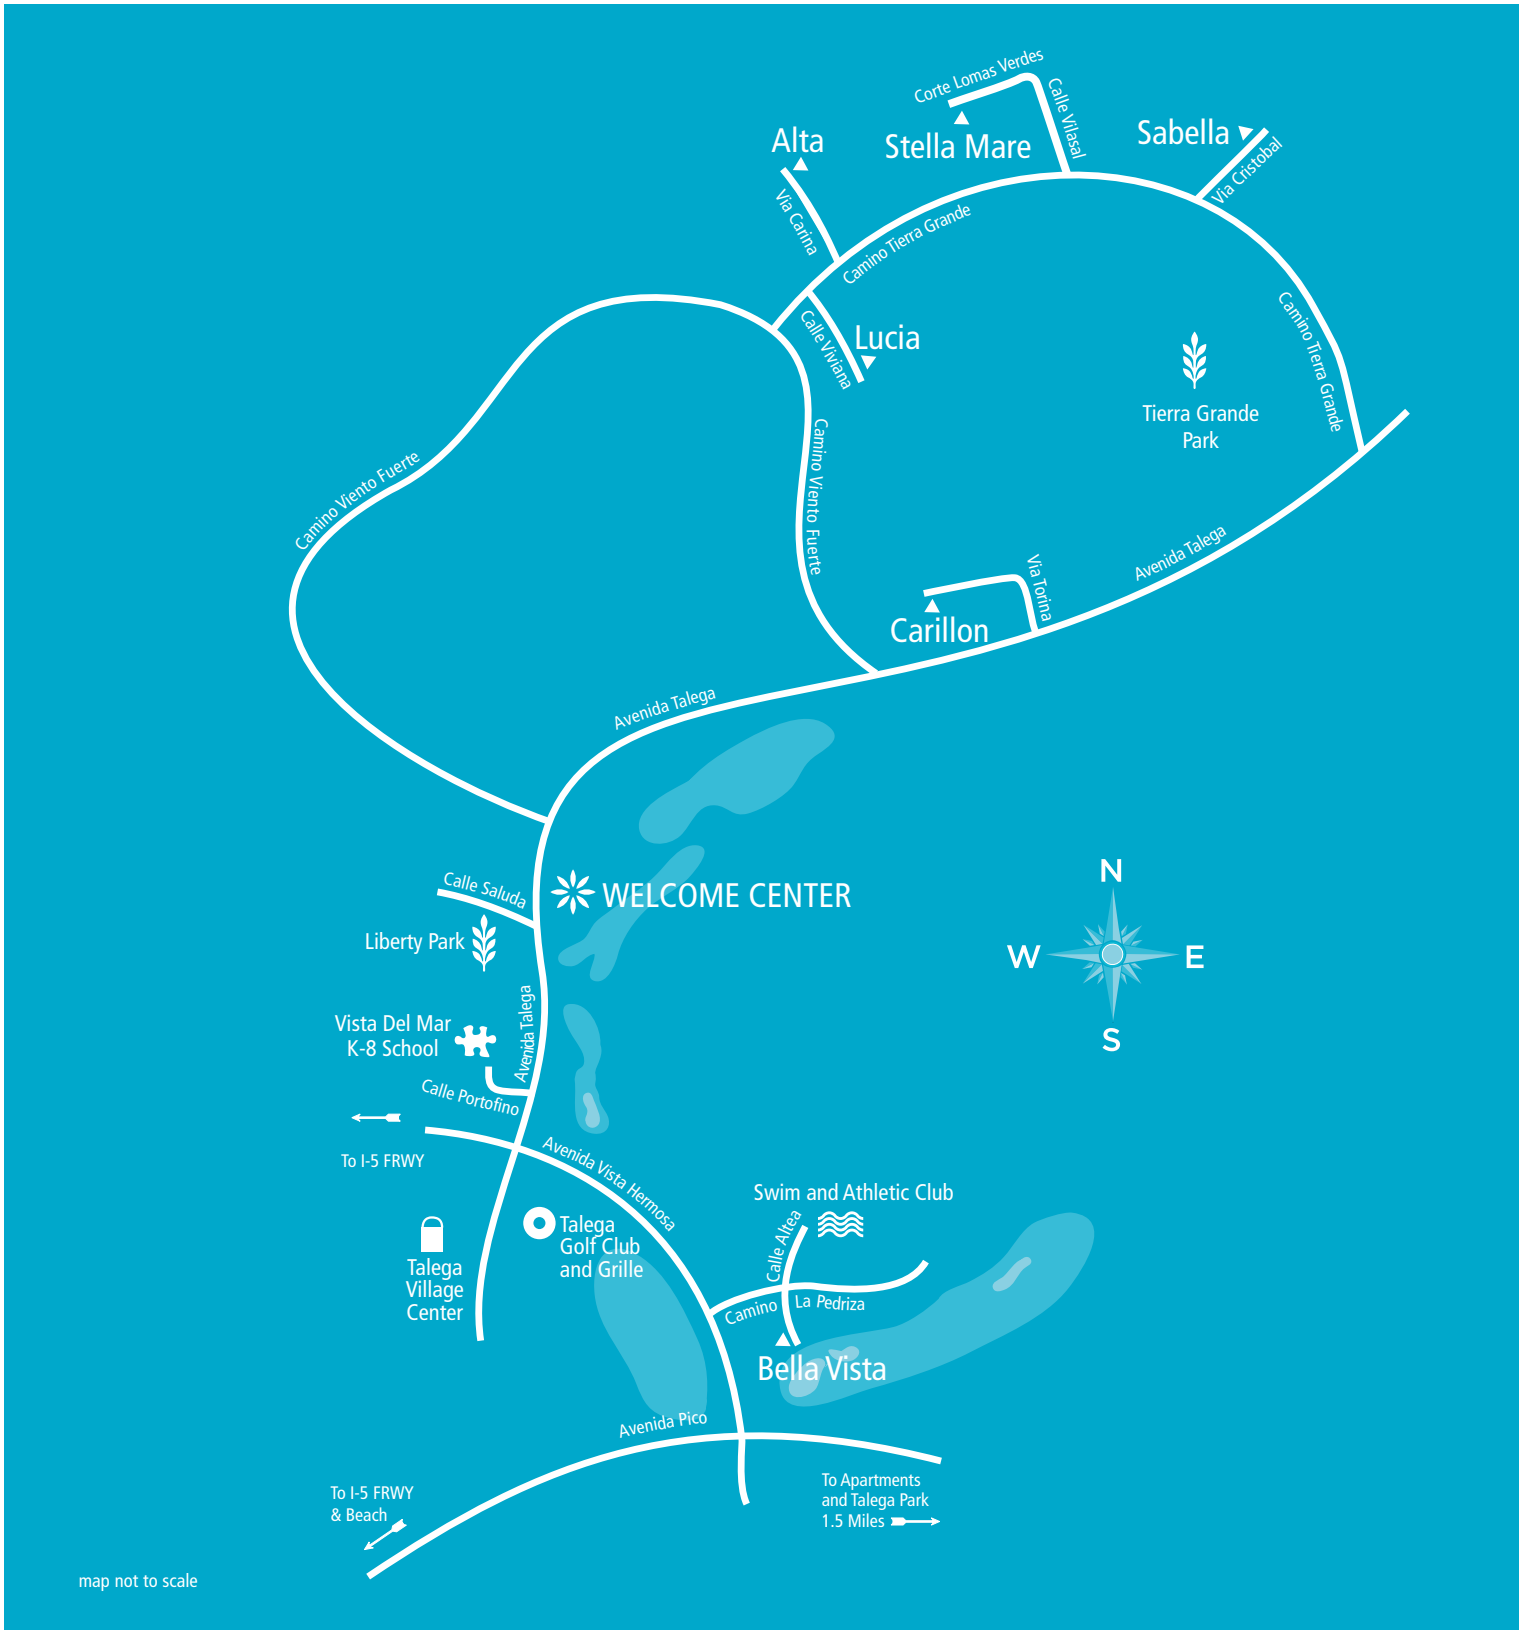 Corte Lomas Verdes
Calle Vilasal
Stella Mare
Sabella
Via Cristobal
Alta
Via Carina
Camino Tierra Grande
Calle Viviana
Lucia
Camino Tierra Grande
Tierra Grande
Park
Camino Viento Fuerte
Camino Viento Fuerte
Avenida Talega
Via Torina
Carillon
Avenida Talega
Calle Saluda
WELCOME CENTER
Liberty Park
N
W
E
S
Vista Del Mar
K-8 School
Avenida Talega
Calle Portofino
To I-5 FRWY
Avenida Vista Hermosa
Swim and Athletic Club
Calle Altea
Talega
Golf Club
and Grille
Talega
Village
Center
Camino La Pedriza
Bella Vista
Avenida Pico
To I-5 FRWY
& Beach
To Apartments
and Talega Park
1.5 Miles
map not to scale